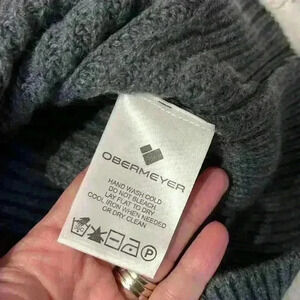 OBERMEYER
HAND WASH COLD
DO NOT BLEACH
LAY FLAT TO DRY
COOL IRON WHEN NEEDED
OR DRY CLEAN
P